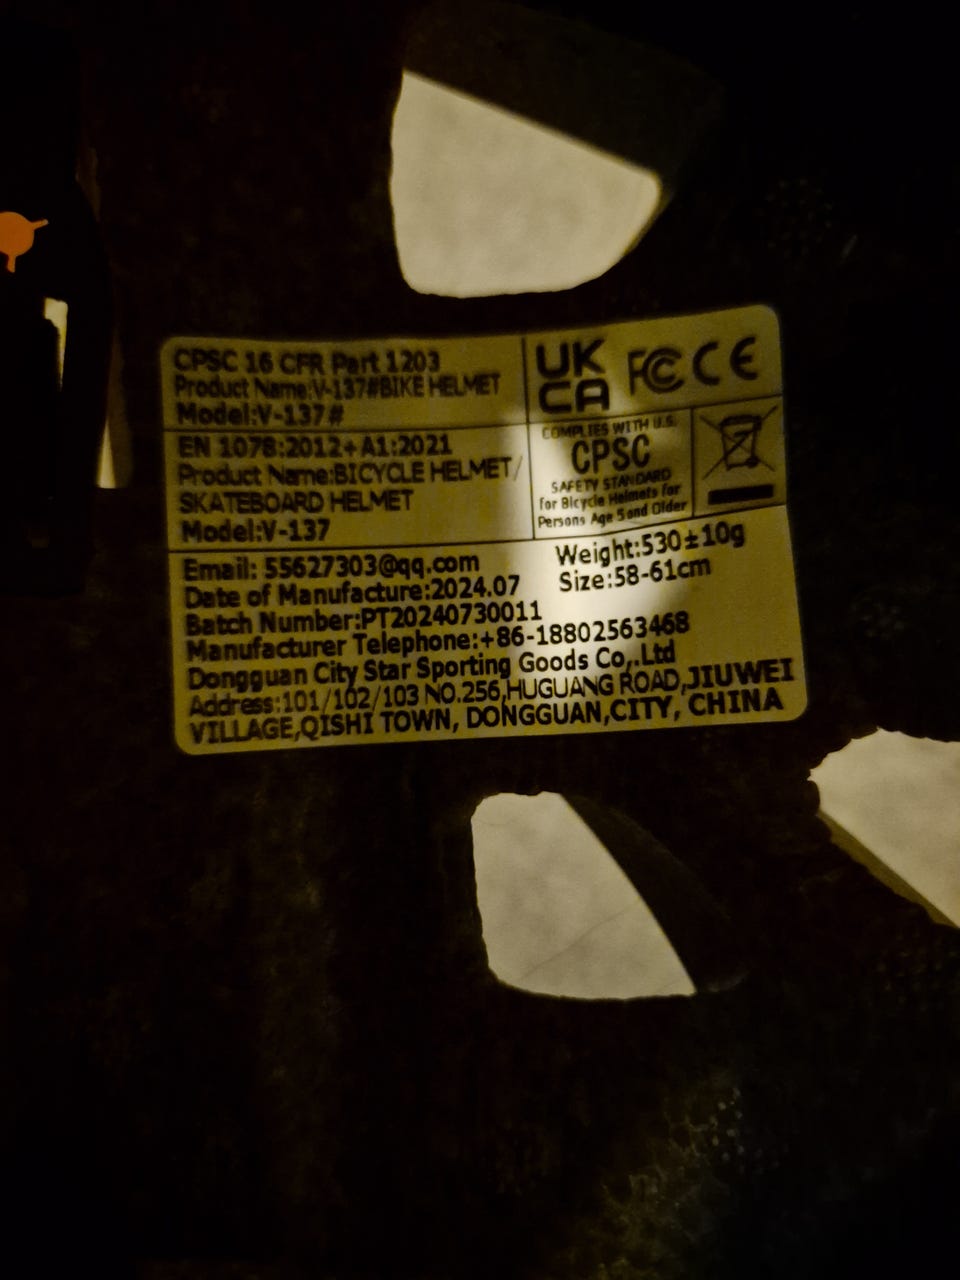 CPSC 16 CFR Part 1203
Product Name:V-137#BIKE HELMET
Model:V-137#
UK
CA
FC CE
EN 1078:2012+A1:2021
Product Name:BICYCLE HELMET/
SKATEBOARD HELMET
Model:V-137
COMPLIES WITH U.S.
CPSC
SAFETY STANDARD
for Bicycle Helmets for
Persons Age 5 and Older
Email: 55627303@qq.com
Weight:530±10g
Date of Manufacture:2024.07
Size:58-61cm
Batch Number:PT20240730011
Manufacturer Telephone:+86-18802563468
Dongguan City Star Sporting Goods Co,.Ltd
Address:101/102/103 NO.256,HUGUANG ROAD,JIUWEI
VILLAGE,QISHI TOWN, DONGGUAN,CITY, CHINA